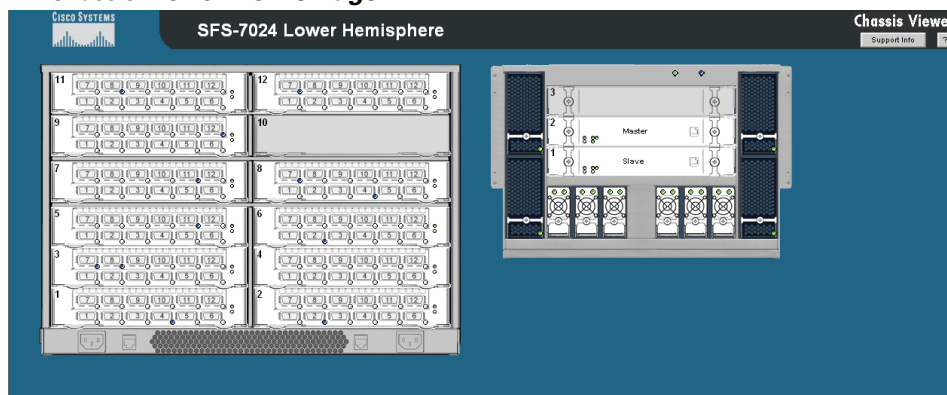 CISCO SYSTEMS
SFS-7024 Lower Hemisphere
Chassis Viewe
Support Info
?
11
7 8 9 10 11 12
1 2 3 4 5 6
12
7 8 9 10 11 12
1 2 3 4 5 6
9
7 8 9 10 11 12
1 2 3 4 5 6
10
7
7 8 9 10 11 12
1 2 3 4 5 6
8
7 8 9 10 11 12
1 2 3 4 5 6
5
7 8 9 10 11 12
1 2 3 4 5 6
6
7 8 9 10 11 12
1 2 3 4 5 6
3
7 8 9 10 11 12
1 2 3 4 5 6
4
7 8 9 10 11 12
1 2 3 4 5 6
1
7 8 9 10 11 12
1 2 3 4 5 6
2
7 8 9 10 11 12
1 2 3 4 5 6
3
2
Master
1
Slave